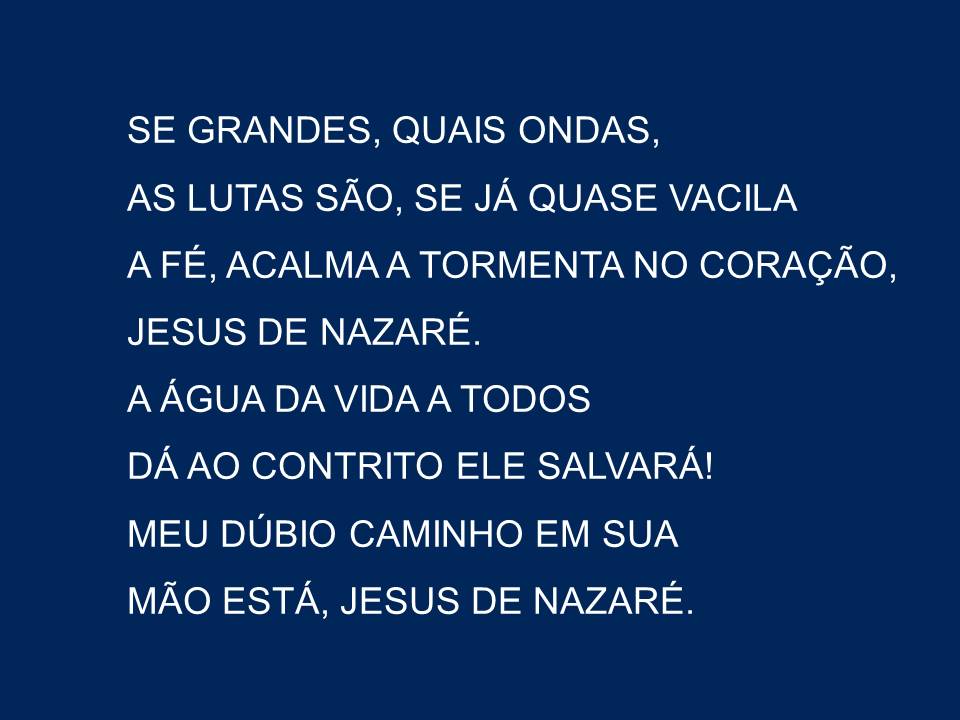 SE GRANDES, QUAIS ONDAS,
AS LUTAS SÃO, SE JÁ QUASE VACILA
A FÉ, ACALMA A TORMENTA NO CORAÇÃO,
JESUS DE NAZARÉ.
A ÁGUA DA VIDA A TODOS
DÁ AO CONTRITO ELE SALVARÁ!
MEU DÚBIO CAMINHO EM SUA
MÃO ESTÁ, JESUS DE NAZARÉ.